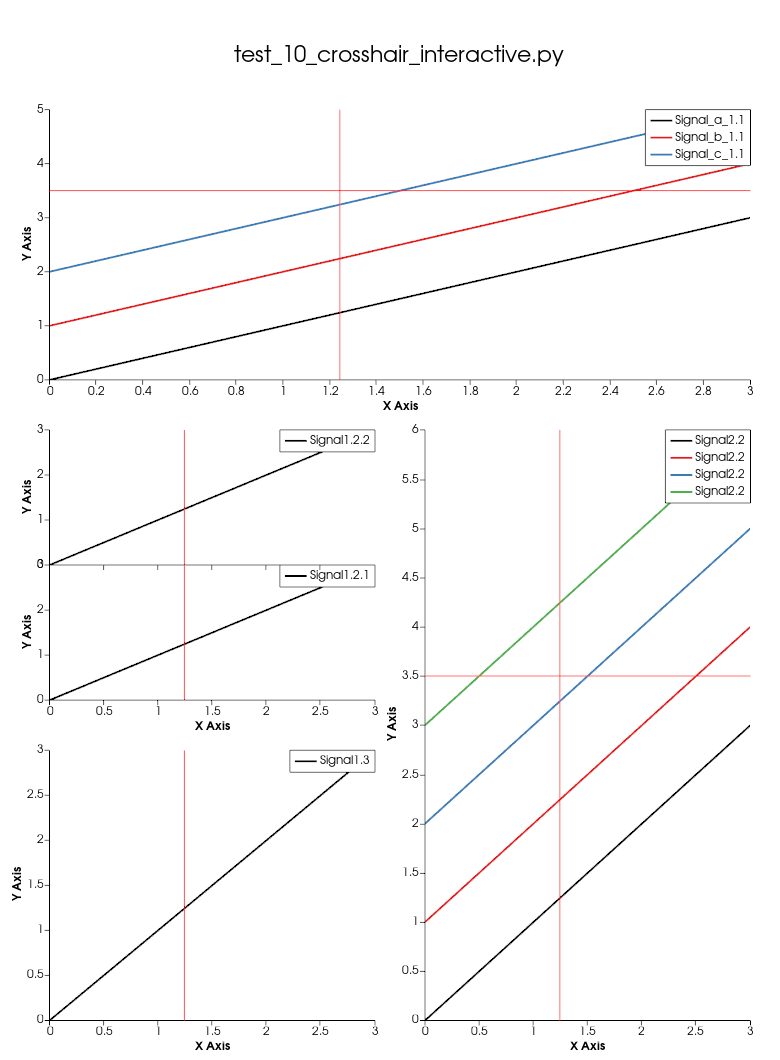 test_10_crosshair_interactive.py
5
4
3
2
1
0
Y Axis
Signal_a_1.1
Signal_b_1.1
Signal_c_1.1
0 0.2 0.4 0.6 0.8 1 1.2 1.4 1.6 1.8 2 2.2 2.4 2.6 2.8 3
X Axis
3
2
1
0
Y Axis
Signal1.2.2
3
2
1
0
Y Axis
Signal1.2.1
0 0.5 1 1.5 2 2.5 3
X Axis
3
2.5
2
1.5
1
0.5
0
Y Axis
Signal1.3
0 0.5 1 1.5 2 2.5 3
X Axis
6
5.5
5
4.5
4
3.5
3
2.5
2
1.5
1
0.5
0
Y Axis
Signal2.2
Signal2.2
Signal2.2
Signal2.2
0 0.5 1 1.5 2 2.5 3
X Axis